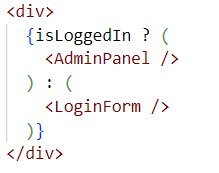 <div>
  {isLoggedIn ? (
    <AdminPanel />
  ) : (
    <LoginForm />
  )}
</div>